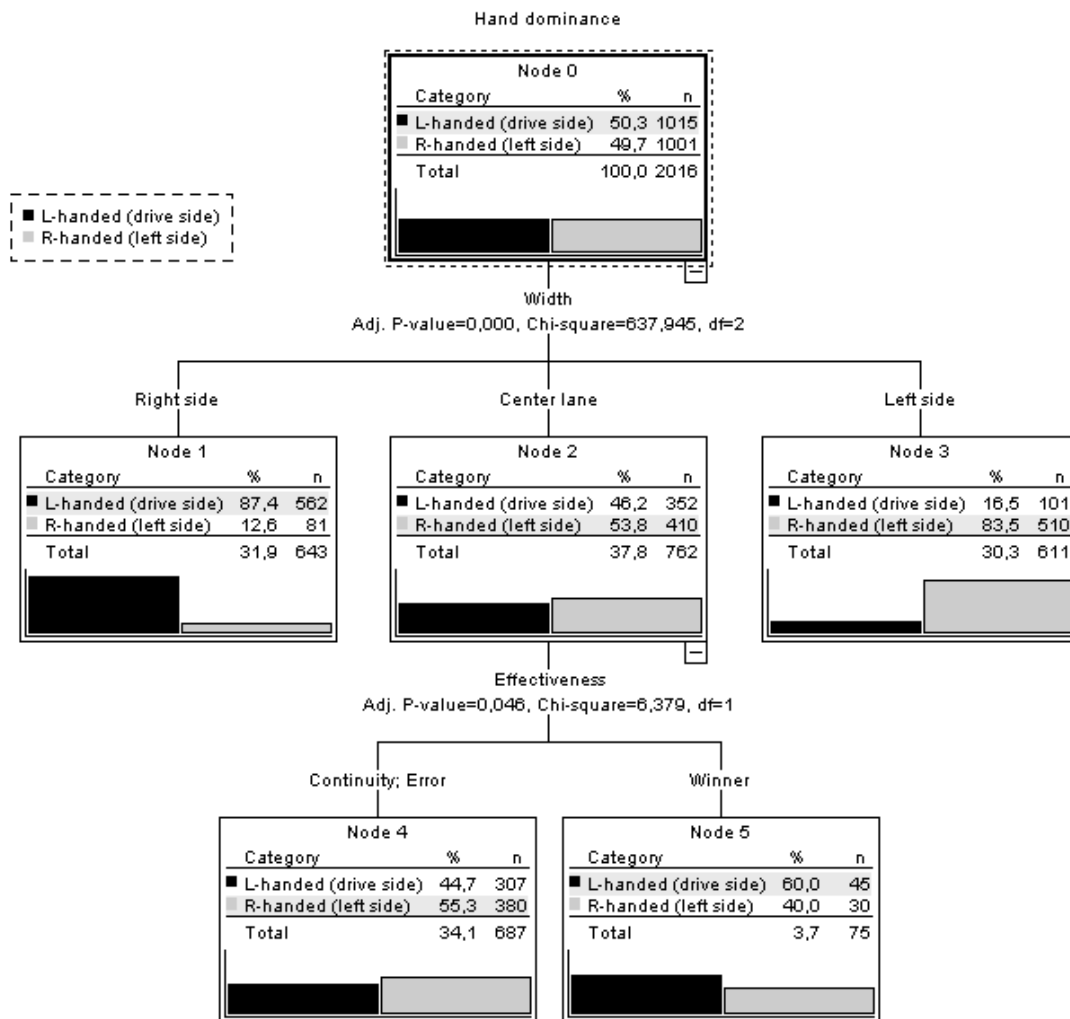 Hand dominance
Node 0
Category % n
L-handed (drive side) 50,3 1015
R-handed (left side) 49,7 1001
Total 100,0 2016
L-handed (drive side)
R-handed (left side)
Width
Adj. P-value=0,000, Chi-square=637,945, df=2
Right side Center lane Left side
Node 1
Category % n
L-handed (drive side) 87,4 562
R-handed (left side) 12,6 81
Total 31,9 643
Node 2
Category % n
L-handed (drive side) 46,2 352
R-handed (left side) 53,8 410
Total 37,8 762
Node 3
Category % n
L-handed (drive side) 16,5 101
R-handed (left side) 83,5 510
Total 30,3 611
Effectiveness
Adj. P-value=0,046, Chi-square=6,379, df=1
Continuity; Error Winner
Node 4
Category % n
L-handed (drive side) 44,7 307
R-handed (left side) 55,3 380
Total 34,1 687
Node 5
Category % n
L-handed (drive side) 60,0 45
R-handed (left side) 40,0 30
Total 3,7 75